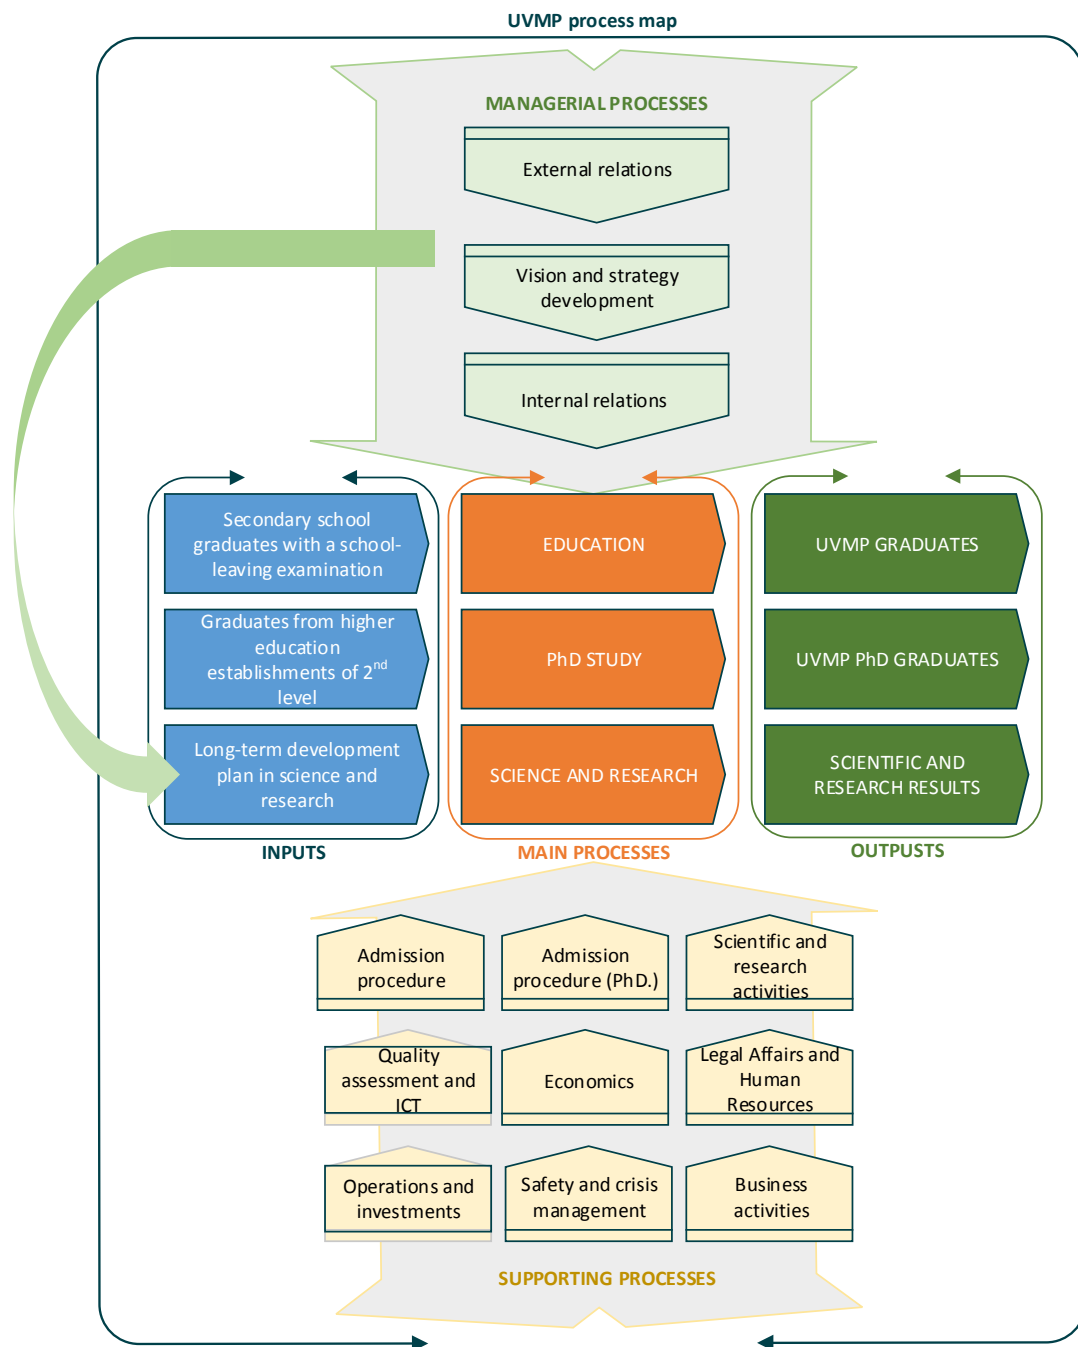 UVMP process map
MANAGERIAL PROCESSES
External relations
Vision and strategy
development
Internal relations
Secondary school
graduates with a school-
leaving examination
EDUCATION
UVMP GRADUATES
Graduates from higher
education
establishments of 2nd
level
PhD STUDY
UVMP PhD GRADUATES
Long-term development
plan in science and
research
SCIENCE AND RESEARCH
SCIENTIFIC AND
RESEARCH RESULTS
INPUTS
MAIN PROCESSES
OUTPUSTS
Admission
procedure
Admission
procedure (PhD.)
Scientific and
research
activities
Quality
assessment and
ICT
Economics
Legal Affairs and
Human
Resources
Operations and
investments
Safety and crisis
management
Business
activities
SUPPORTING PROCESSES